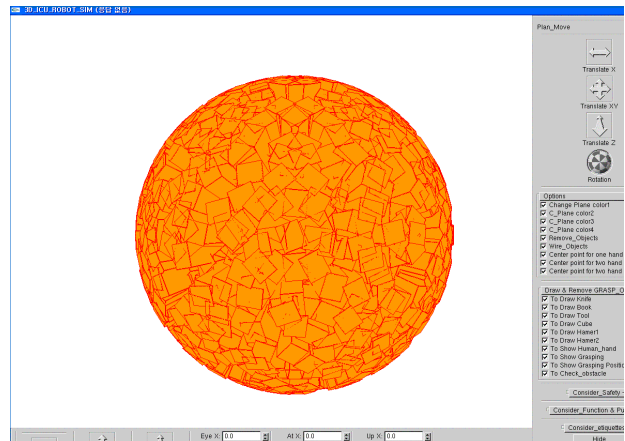 3D_ICU_ROBOT_SIM (응답 없음)
Plan_Move
Translate X
Translate XY
Translate Z
Rotation
Options
Change Plane color1
C_Plane color2
C_Plane color3
C_Plane color4
Remove_Objects
Wire_Objects
Center point for one hand
Center point for two hand
Center point for two hand
Draw & Remove GRASP_O
To Draw Knife
To Draw Book
To Draw Tool
To Draw Cube
To Draw Hamer1
To Draw Hamer2
To Show Human_hand
To Show Grasping
To Show Grasping Positio
To Check_obstacle
Consider_Safety
Consider_Function & Pu
Consider_etiquettes
Hide
Eye X: 0.0 At X: 0.0 Up X: 0.0